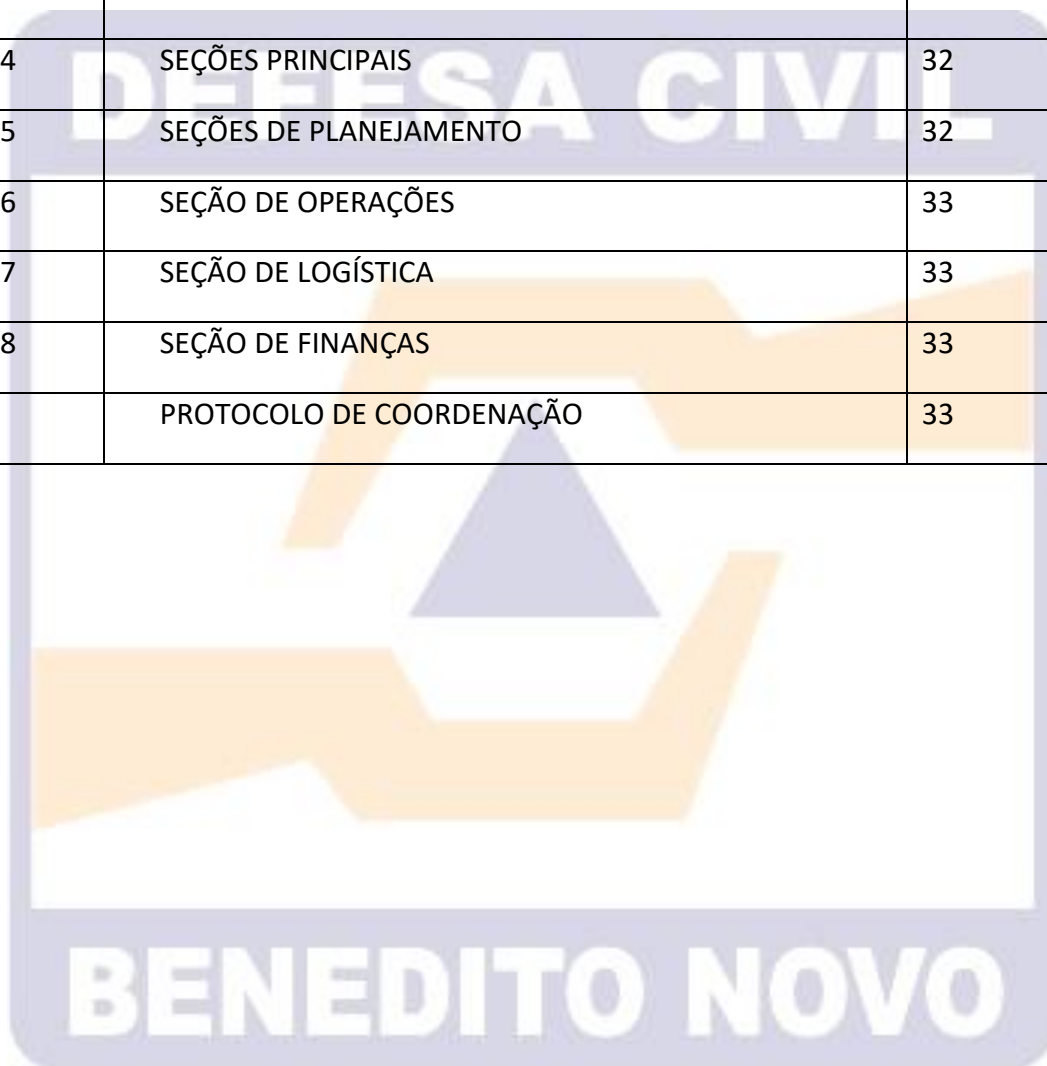 DEFESA CIVIL
4 SEÇÕES PRINCIPAIS 32
5 SEÇÕES DE PLANEJAMENTO 32
6 SEÇÃO DE OPERAÇÕES 33
7 SEÇÃO DE LOGÍSTICA 33
8 SEÇÃO DE FINANÇAS 33
PROTOCOLO DE COORDENAÇÃO 33
BENEDITO NOVO